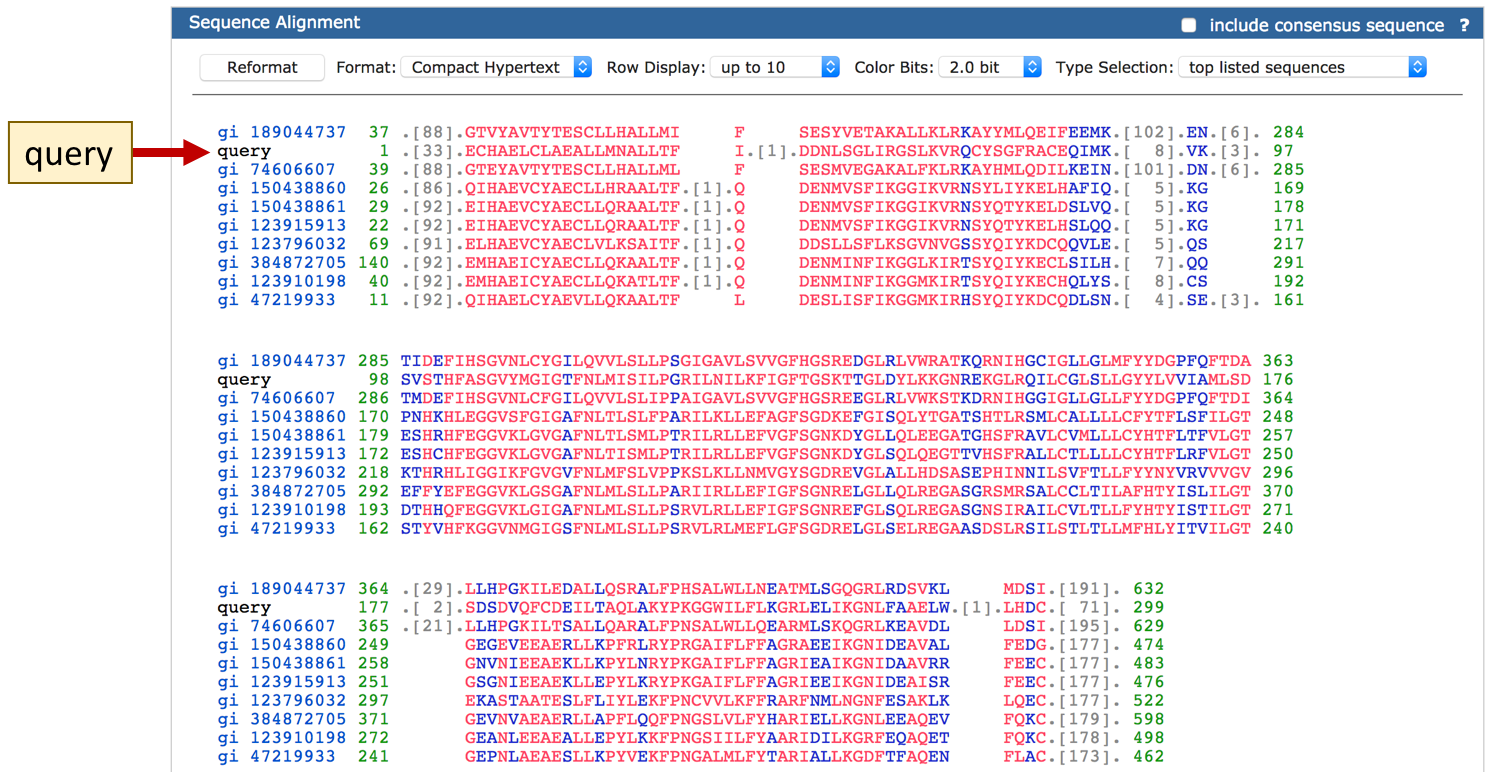 Sequence Alignment include consensus sequence ?
Reformat Format: Compact Hypertext Row Display: up to 10 Color Bits: 2.0 bit Type Selection: top listed sequences
query
gi 189044737 37 .[88].GTVYAVTYTESCLLHALLMI F SESYVETAKALLKLRKAYYMLQEIFEEMK.[102].EN.[6]. 284
query 1 .[33].ECHAELCLAEALLMNALLTF I.[1].DDNLSGLIRGSLKVRQCYSGFRACEQIMK.[ 8].VK.[3]. 97
gi 74606607 39 .[88].GTEYAVTYTESCLLHALLML F SESMVEGAKALFKLRKAYHMLQDILKEIN.[101].DN.[6]. 285
gi 150438860 26 .[86].QIHAEVCYAECLLHRAALTF.[1].Q DENMVSFIKGGIKVRNSYLIYKELHAFIQ.[ 5].KG 169
gi 150438861 29 .[92].EIHAEVCYAECLLQRAALTF.[1].Q DENMVSFIKGGIKVRNSYQTYKELDSLVQ.[ 5].KG 178
gi 123915913 22 .[92].EIHAEVCYAECLLQRAALTF.[1].Q DENMVSFIKGGIKVRNSYQTYKELHSLQQ.[ 5].KG 171
gi 123796032 69 .[91].ELHAEVCYAECLVLKSAITF.[1].Q DDSLLSFLKSGVNVGSSYQIYKDCQQVLE.[ 5].QS 217
gi 384872705 140 .[92].EMHAEICYAECLLQKAALTF.[1].Q DENMINFIKGGLKIRTSYQIYKECLSILH.[ 7].QQ 291
gi 123910198 40 .[92].EMHAEICYAECLLQKATLTF.[1].Q DENMINFIKGGMKIRTSYQIYKECHQLYS.[ 8].CS 192
gi 47219933 11 .[92].QIHAELCYAEVLLQKAALTF L DESLISFIKGGMKIRHSYQIYKDCQDLSN.[ 4].SE.[3]. 161
gi 189044737 285 TIDEFIHSGVNLCYGILQVVLSLLPSGIGAVLSVVGFHGSREDGLRLVWRATKQRNIHGCIGLLGLMFYYDGPFQFTDA 363
query 98 SVSTHFASGVYMGIGTFNLMISILPGRILNILKFIGFTGSKTTGLDYLKKGNREKGLRQILCGLSLLGYYLVVIAMLSD 176
gi 74606607 286 TMDEFIHSGVNLCFGILQVVLSLIPPAIGAVLSVVGFHGSREEGLRLVWKSTKDRNIHGGIGLLGLLFYYDGPFQFTDI 364
gi 150438860 170 PNHKHLEGGVSFGIGAFNLTLSLFPARILKLLEFAGFSGDKEFGISQLYTGATSHTLRSMLCALLLLCFYTFLSFILGT 248
gi 150438861 179 ESHRHFEGGVKLGVGAFNLTLSMLPTRILRLLEFVGFSGNKDYGLLQLEEGATGHSFRAVLCVMLLLCYHTFLTFVLGT 257
gi 123915913 172 ESHCHFEGGVKLGVGAFNLTISMLPTRILRLLEFVGFSGNKDYGLSQLQEGTTVHSFRALLCTLLLLCYHTFLRFVLGT 250
gi 123796032 218 KTHRHLIGGIKFGVGVFNLMFSLVPPKSLKLLNMVGYSGDREVGLALLHDSASEPHINNILSVFTLLFYYNYVRVVVGV 296
gi 384872705 292 EFFYEFEGGVKLGSGAFNLMLSLLPARIIRLLEFIGFSGNRELGLLQLREGASGRSMRSALCCLTILAFHTYISLILGT 370
gi 123910198 193 DTHHQFEGGVKLGIGAFNLMLSLLPSRVLRLLEFIGFSGNREFGLSQLREGASGNSIRAILCVLTLLFYHTYISTILGT 271
gi 47219933 162 STYVHFKGGVNMGIGSFNLMLSLLPSRVLRLMEFLGFSGDRELGLSELREGAASDSLRSILSTLTLLMFHLYITVILGT 240
gi 189044737 364 .[29].LLHPGKILEDALLQSRALFPHSALWLLNEATMLSGQGRLRDSVKL MDSI.[191]. 632
query 177 .[ 2].SDSDVQFCDEILTAQLAKYPKGGWILFLKGRLELIKGNLFAAELW.[1].LHDC.[ 71]. 299
gi 74606607 365 .[21].LLHPGKILTSALLQARALFPNSALWLLQEARMLSKQGRLKEAVDL LDSI.[195]. 629
gi 150438860 249 GEGEVEEAERLLKPFRLRYPRGAIFLFFAGRAEEIKGNIDEAVAL FEDG.[177]. 474
gi 150438861 258 GNVNIEEAEKLLKPYLNRYPKGAIFLFFAGRIEAIKGNIDAAVRR FEEC.[177]. 483
gi 123915913 251 GSGNIEEAEKLLEPYLKRYPKGAIFLFFAGRIEEIKGNIDEAISR FEEC.[177]. 476
gi 123796032 297 EKASTAATESLFLIYLEKFPNCVVLKFFRARFNMLNGNFESAKLK LQEC.[177]. 522
gi 384872705 371 GEVNVAEAERLLAPFLQQFPNGSLVLFYHARIELLKGNLEEAQEV FQKC.[179]. 598
gi 123910198 272 GEANLEEAEALLEPYLKKFPNGSIILFYAARIDILKGRFEQAQET FQKC.[178]. 498
gi 47219933 241 GEPNLAEAESLLKPYVEKFPNGALMLFYTARIALLKGDFTFAQEN FLAC.[173]. 462